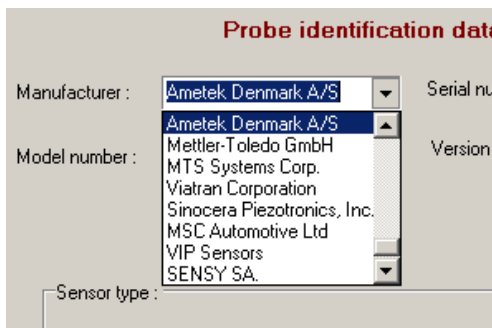 Probe identification data
Manufacturer :
Ametek Denmark A/S
Serial nu
Ametek Denmark A/S
Mettler-Toledo GmbH
MTS Systems Corp.
Viatran Corporation
Sinocera Piezotronics, Inc.
MSC Automotive Ltd
VIP Sensors
SENSY SA.
Model number :
Version
Sensor type :